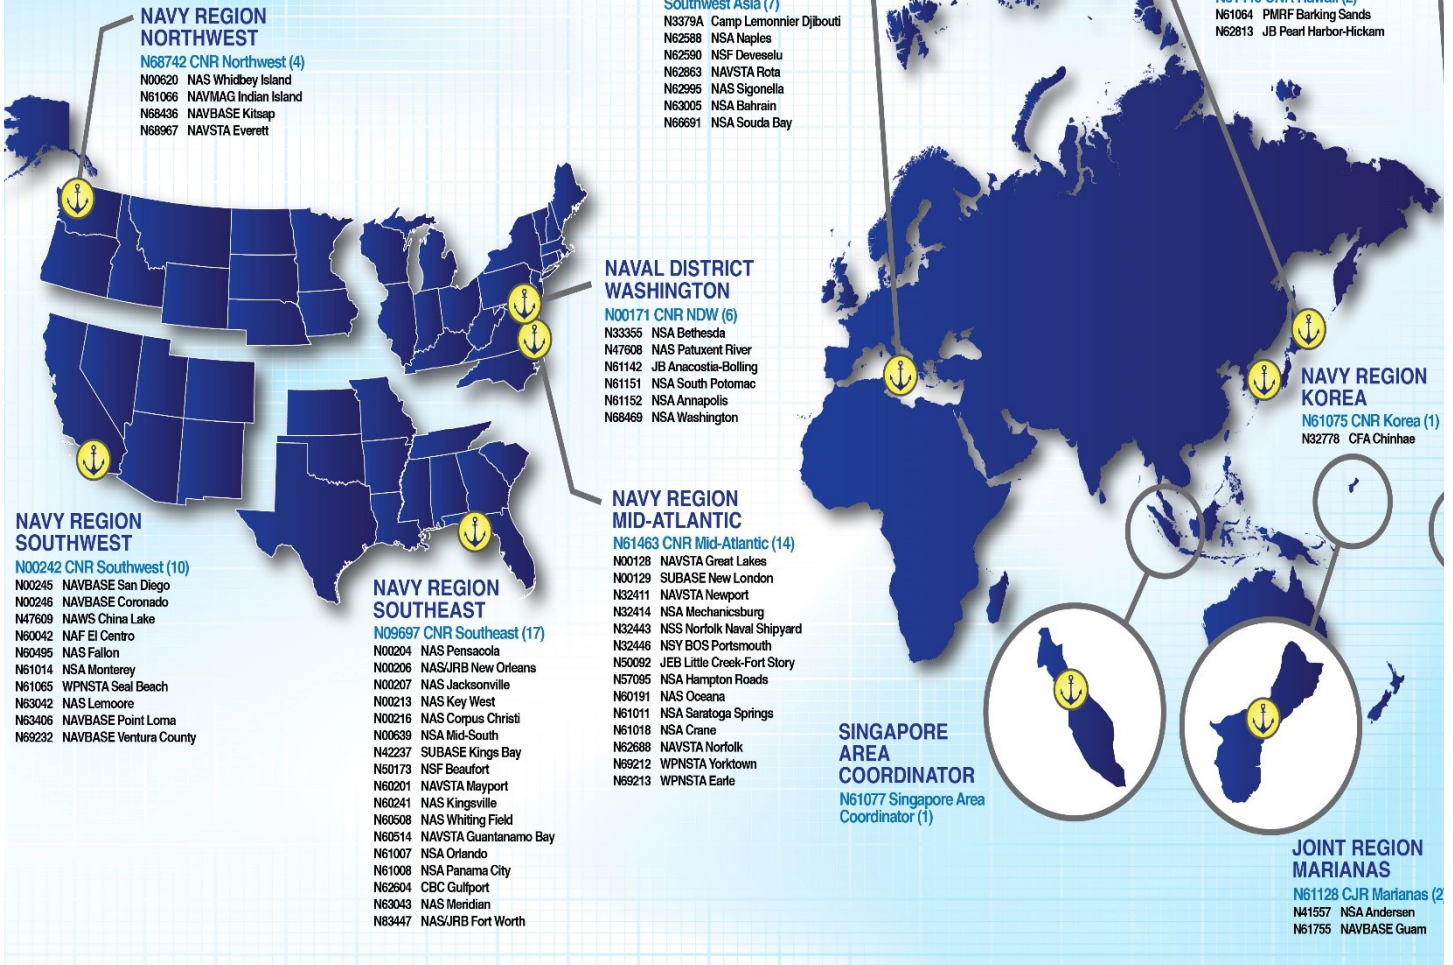 NAVY REGION
NORTHWEST
N68742 CNR Northwest (4)
N00620 NAS Whidbey Island
N61066 NAVMAG Indian Island
N68436 NAVBASE Kitsap
N68967 NAVSTA Everett
Southwest Asia (7)
N3379A Camp Lemonnier Djibouti
N62588 NSA Naples
N62590 NSF Deveselu
N62863 NAVSTA Rota
N62995 NAS Sigonella
N63005 NSA Bahrain
N66691 NSA Souda Bay
N61064 PMRF Barking Sands
N62813 JB Pearl Harbor-Hickam
NAVAL DISTRICT
WASHINGTON
N00171 CNR NDW (6)
N33355 NSA Bethesda
N47608 NAS Patuxent River
N61142 JB Anacostia-Bolling
N61151 NSA South Potomac
N61152 NSA Annapolis
N68469 NSA Washington
NAVY REGION
KOREA
N61075 CNR Korea (1)
N32778 CFA Chinhae
NAVY REGION
SOUTHWEST
N00242 CNR Southwest (10)
N00245 NAVBASE San Diego
N00246 NAVBASE Coronado
N47609 NAWS China Lake
N60042 NAF El Centro
N60495 NAS Fallon
N61014 NSA Monterey
N61065 WPNSTA Seal Beach
N63042 NAS Lemoore
N63406 NAVBASE Point Loma
N69232 NAVBASE Ventura County
NAVY REGION
SOUTHEAST
N09697 CNR Southeast (17)
N00204 NAS Pensacola
N00206 NAS/JRB New Orleans
N00207 NAS Jacksonville
N00213 NAS Key West
N00216 NAS Corpus Christi
N00639 NSA Mid-South
N42237 SUBASE Kings Bay
N50173 NSF Beaufort
N60201 NAVSTA Mayport
N60241 NAS Kingsville
N60508 NAS Whiting Field
N60514 NAVSTA Guantanamo Bay
N61007 NSA Orlando
N61008 NSA Panama City
N62604 CBC Gulfport
N63043 NAS Meridian
N83447 NAS/JRB Fort Worth
NAVY REGION
MID-ATLANTIC
N61463 CNR Mid-Atlantic (14)
N00128 NAVSTA Great Lakes
N00129 SUBASE New London
N32411 NAVSTA Newport
N32414 NSA Mechanicsburg
N32443 NSS Norfolk Naval Shipyard
N32446 NSY BOS Portsmouth
N50092 JEB Little Creek-Fort Story
N57095 NSA Hampton Roads
N60191 NAS Oceana
N61011 NSA Saratoga Springs
N61018 NSA Crane
N62688 NAVSTA Norfolk
N69212 WPNSTA Yorktown
N69213 WPNSTA Earle
SINGAPORE
AREA
COORDINATOR
N61077 Singapore Area
Coordinator (1)
JOINT REGION
MARIANAS
N61128 CJR Marianas (2)
N41557 NSA Andersen
N61755 NAVBASE Guam